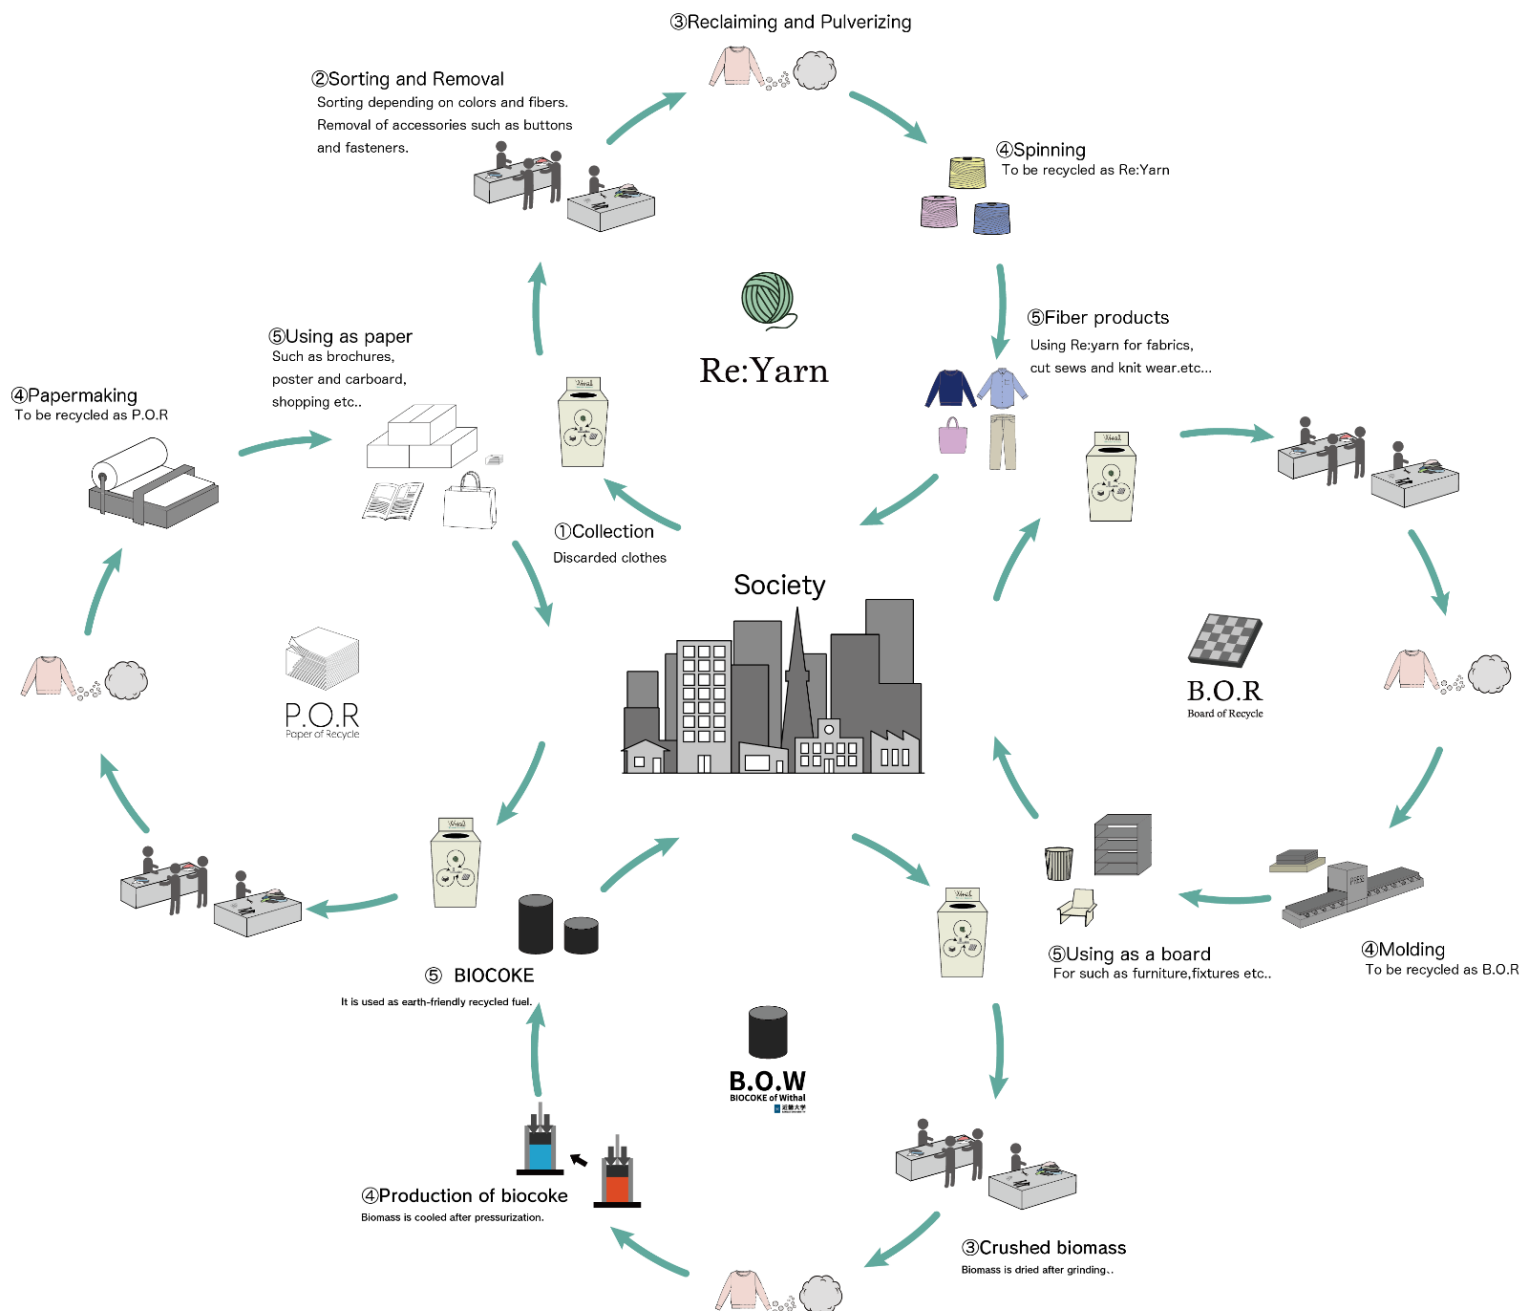 ③Reclaiming and Pulverizing
②Sorting and Removal
Sorting depending on colors and fibers.
Removal of accessories such as buttons
and fasteners.
④Spinning
To be recycled as Re:Yarn
Re:Yarn
⑤Fiber products
Using Re:yarn for fabrics,
cut sews and knit wear.etc...
⑤Using as paper
Such as brochures,
poster and carboard,
shopping etc..
④Papermaking
To be recycled as P.O.R
①Collection
Discarded clothes
Society
P.O.R
Paper of Recycle
B.O.R
Board of Recycle
PRESS
⑤Using as a board
For such as furniture,fixtures etc..
④Molding
To be recycled as B.O.R
⑤ BIOCOKE
It is used as earth-friendly recycled fuel.
B.O.W
BIOCOKE of Withal
近畿大学
④Production of biocoke
Biomass is cooled after pressurization.
③Crushed biomass
Biomass is dried after grinding..